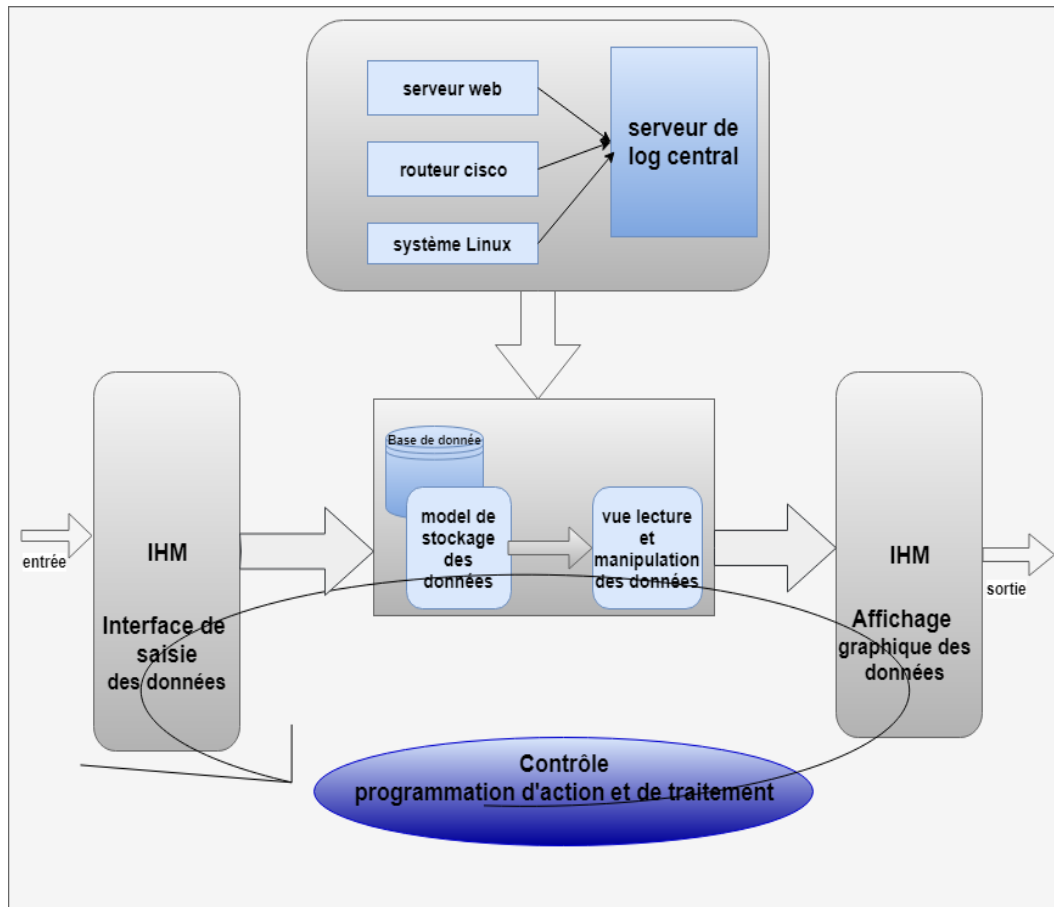 serveur web
routeur cisco
système Linux
serveur de
log central
entrée
IHM
Interface de
saisie
des données
Base de donnée
model de
stockage
des
données
vue lecture
et
manipulation
des données
IHM
Affichage
graphique des
données
sortie
Contrôle
programmation d'action et de traitement